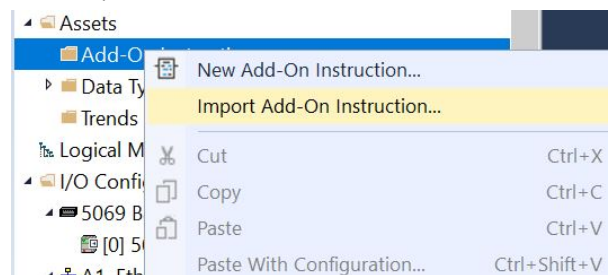 Assets
Add-O
New Add-On Instruction...
Data Ty
Import Add-On Instruction...
Trends
Logical M
Cut Ctrl+X
I/O Confi
Copy Ctrl+C
5069 B
Paste Ctrl+V
[0] 5
Paste With Configuration... Ctrl+Shift+V